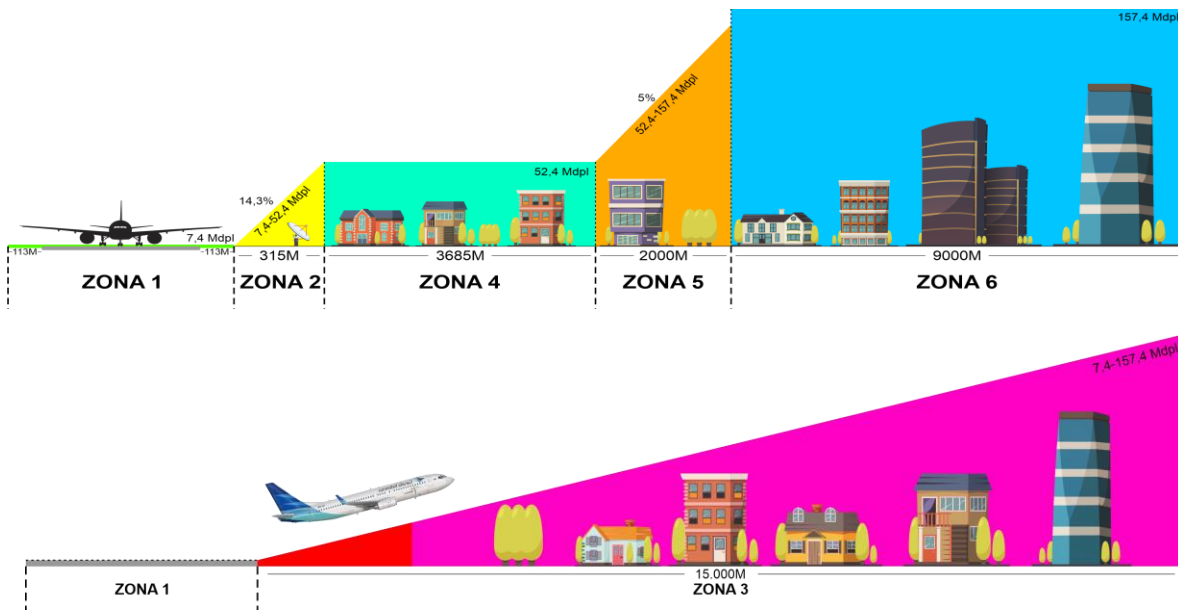 157,4 Mdpl
5%
52,4-157,4 Mdpl
52,4 Mdpl
14,3%
7,4-52,4 Mdpl
7,4 Mdpl
-113M- -113M-
315M
3685M
2000M
9000M
ZONA 1
ZONA 2
ZONA 4
ZONA 5
ZONA 6
7,4-157,4 Mdpl
15.000M
ZONA 1
ZONA 3